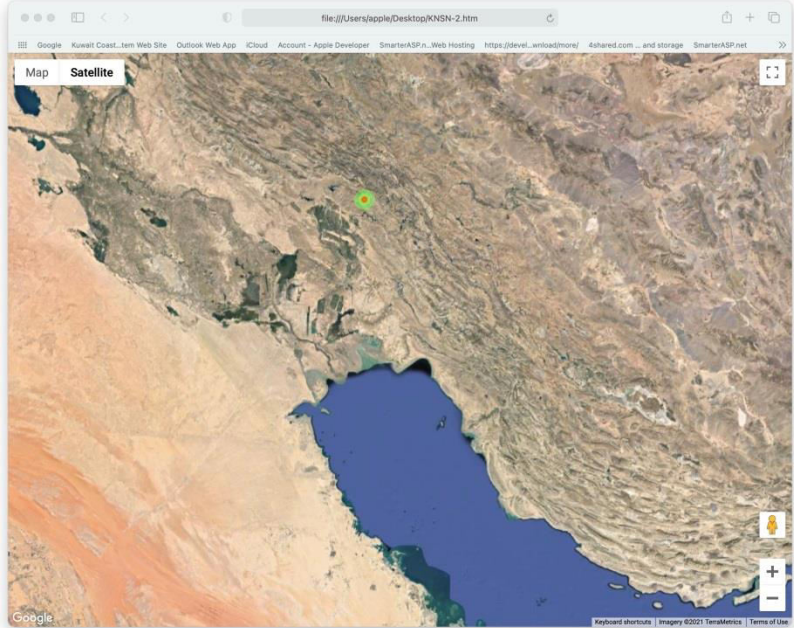 file:///Users/apple/Desktop/KNSN-2.htm
Google Kuwait Coast...tem Web Site Outlook Web App iCloud Account - Apple Developer SmarterASP.n...Web Hosting https://devel...wnload/more/ 4shared.com ... and storage SmarterASP.net >>
Map Satellite
+
−
Google
Keyboard shortcuts Imagery ©2021 TerraMetrics Terms of Use